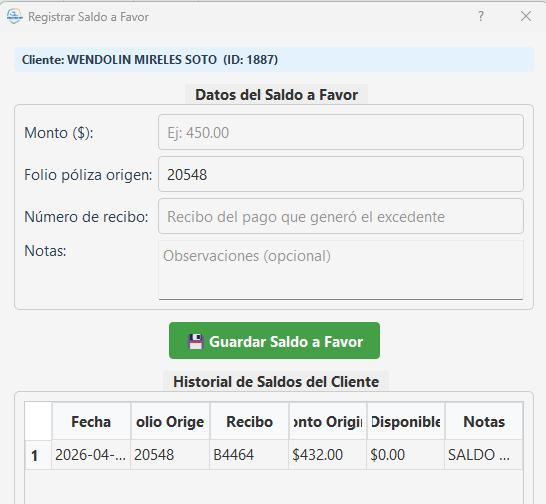 Registrar Saldo a Favor ? ×
Cliente: WENDOLIN MIRELES SOTO (ID: 1887)
Datos del Saldo a Favor
Monto ($): Ej: 450.00
Folio póliza origen: 20548
Número de recibo: Recibo del pago que generó el excedente
Notas: Observaciones (opcional)
Guardar Saldo a Favor
Historial de Saldos del Cliente
Fecha olio Orige Recibo onto Origi Disponible Notas
1 2026-04-... 20548 B4464 $432.00 $0.00 SALDO ...